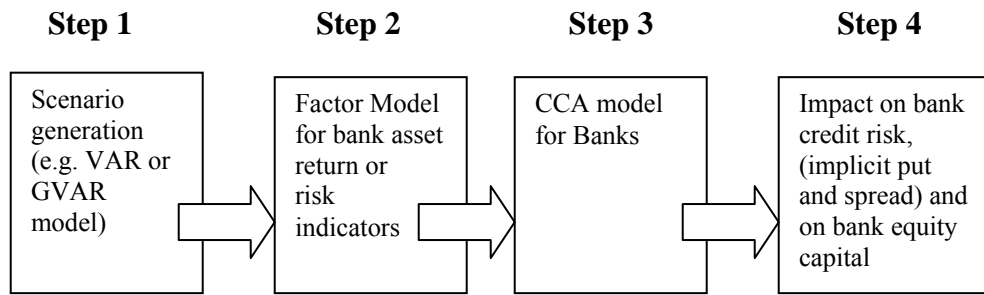 Step 1
Step 2
Step 3
Step 4
Scenario
generation
(e.g. VAR or
GVAR
model)
Factor Model
for bank asset
return or
risk
indicators
CCA model
for Banks
Impact on bank
credit risk,
(implicit put
and spread) and
on bank equity
capital